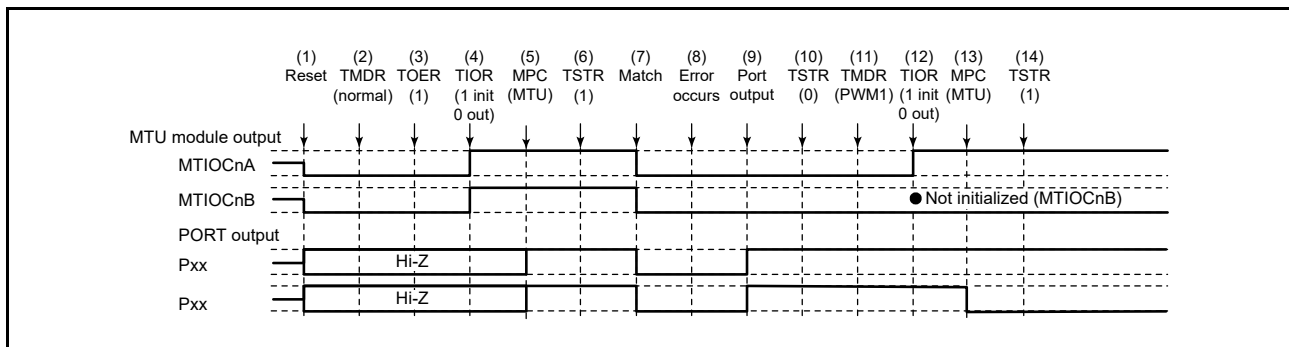 (1) (2) (3) (4) (5) (6) (7) (8) (9) (10) (11) (12) (13) (14)
Reset TMDR TOER TIOR MPC TSTR Match Error Port TSTR TMDR TIOR MPC TSTR
(normal) (1) (1 init (MTU) (1) occurs output (0) (PWM1) (1 init (MTU) (1)
0 out) 0 out)
MTU module output
MTIOCnA
MTIOCnB ● Not initialized (MTIOCnB)
PORT output
Pxx Hi-Z
Pxx Hi-Z